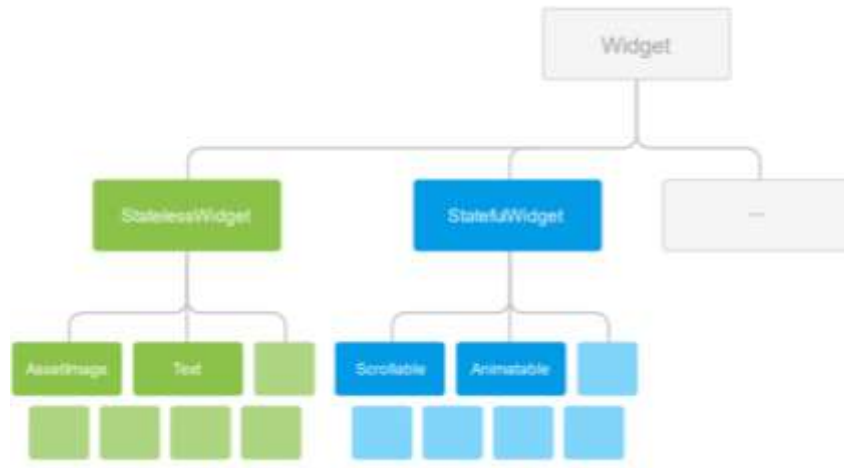 Widget
StatelessWidget
StatefulWidget
...
AssetImage
Text
Scrollable
Animatable